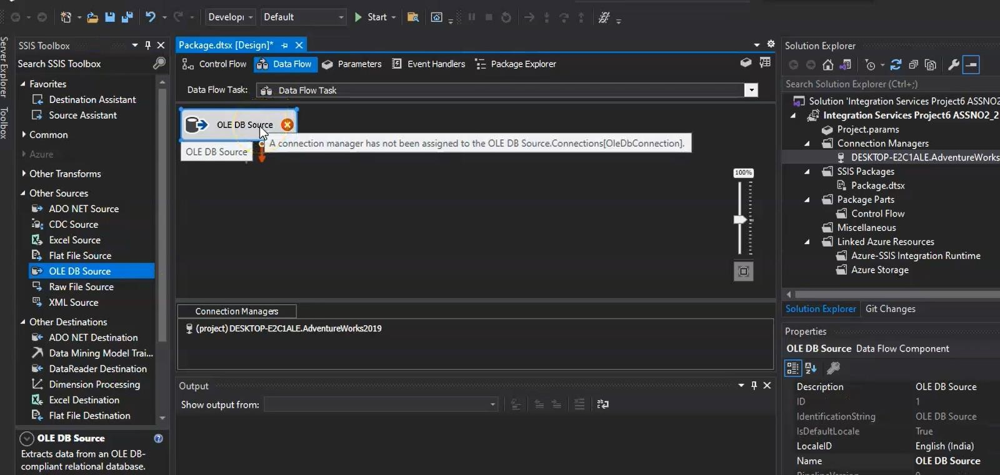 Developi
Default
Start
Server Explorer
Toolbox
SSIS Toolbox
Search SSIS Toolbox
Favorites
Destination Assistant
Source Assistant
Common
Azure
Other Transforms
Other Sources
ADO NET Source
CDC Source
Excel Source
Flat File Source
OLE DB Source
Raw File Source
XML Source
Other Destinations
ADO NET Destination
Data Mining Model Trai...
DataReader Destination
Dimension Processing
Excel Destination
Flat File Destination
OLE DB Source
Extracts data from an OLE DB-
compliant relational database.
Package.dtsx [Design]*
Control Flow
Data Flow
Parameters
Event Handlers
Package Explorer
Data Flow Task:
Data Flow Task
OLE DB Source
A connection manager has not been assigned to the OLE DB Source.Connections[OleDbConnection].
OLE DB Source
100%
Connection Managers
(project) DESKTOP-E2C1ALE.AdventureWorks2019
Output
Show output from:
Solution Explorer
Search Solution Explorer (Ctrl+;)
Solution 'Integration Services Project6 ASSNO2
Integration Services Project6 ASSNO2_2
Project.params
Connection Managers
DESKTOP-E2C1ALE.AdventureWorks
SSIS Packages
Package.dtsx
Package Parts
Control Flow
Miscellaneous
Linked Azure Resources
Azure-SSIS Integration Runtime
Azure Storage
Solution Explorer
Git Changes
Properties
OLE DB Source Data Flow Component
Description OLE DB Source
ID 1
IdentificationString OLE DB Source
IsDefaultLocale True
LocaleID English (India)
Name OLE DB Source